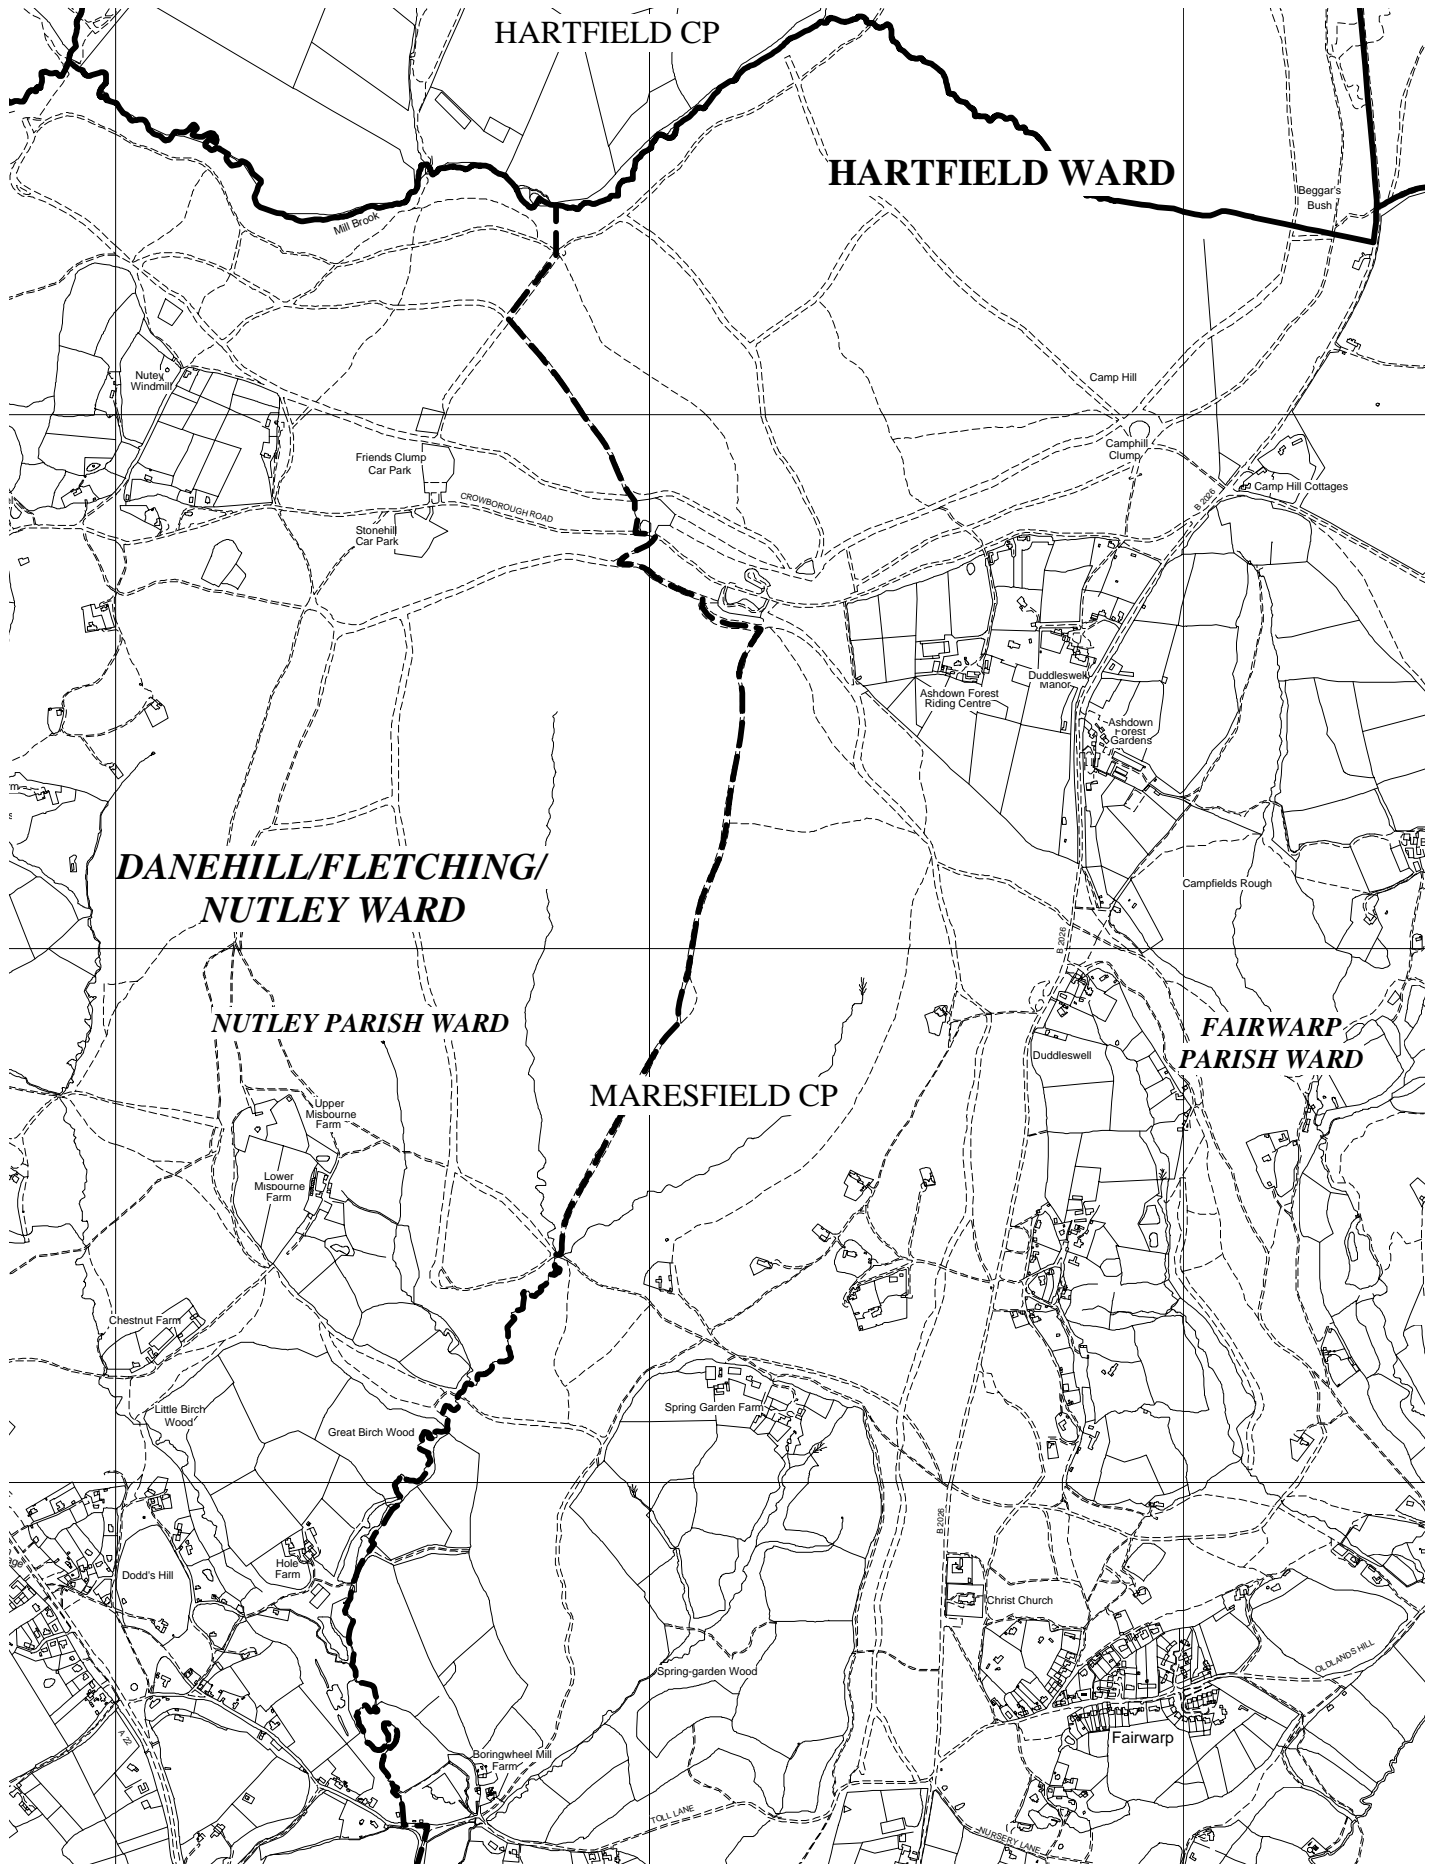 HARTFIELD CP
HARTFIELD WARD
Beggar's
Bush
Mill Brook
Nutey
Windmill
Camp Hill
Camphill
Clump
Friends Clump
Car Park
Camp Hill Cottages
B 2026
CROWBOROUGH ROAD
Stonehill
Car Park
Duddleswell
Manor
Ashdown Forest
Riding Centre
Ashdown
Forest
Gardens
DANEHILL/FLETCHING/
NUTLEY WARD
Campfields Rough
B 2026
NUTLEY PARISH WARD
FAIRWARP
PARISH WARD
Duddleswell
MARESFIELD CP
Upper
Misbourne
Farm
Lower
Misbourne
Farm
Chestnut Farm
Little Birch
Wood
Great Birch Wood
Spring Garden Farm
B 2026
Hole
Farm
Dodd's Hill
Christ Church
OLDLANDS HILL
Spring-garden Wood
A 22
Fairwarp
Boringwheel Mill
Farm
TOLL LANE
NURSERY LANE